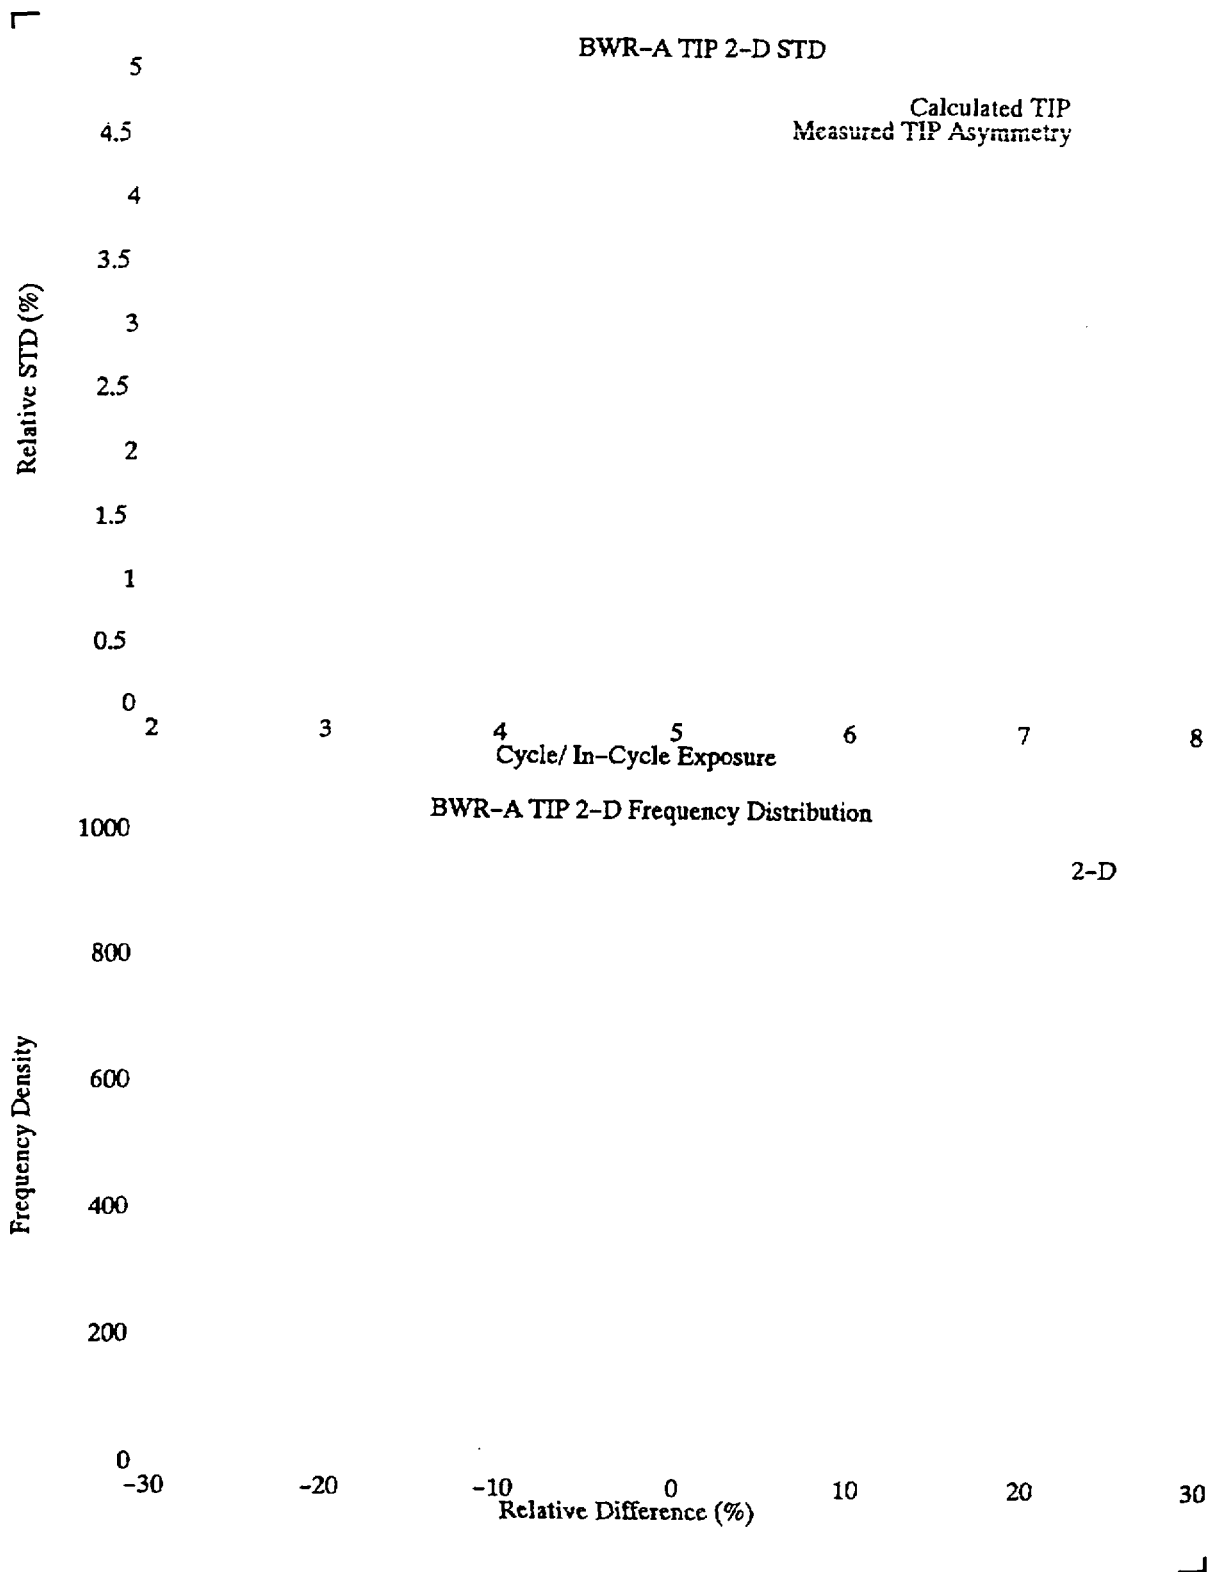 BWR-A TIP 2-D STD
Calculated TIP
Measured TIP Asymmetry
5
4.5
4
3.5
3
2.5
2
1.5
1
0.5
0
Relative STD (%)
2 3 4 5 6 7 8
Cycle/ In-Cycle Exposure
BWR-A TIP 2-D Frequency Distribution
2-D
1000
800
600
400
200
0
Frequency Density
-30 -20 -10 0 10 20 30
Relative Difference (%)